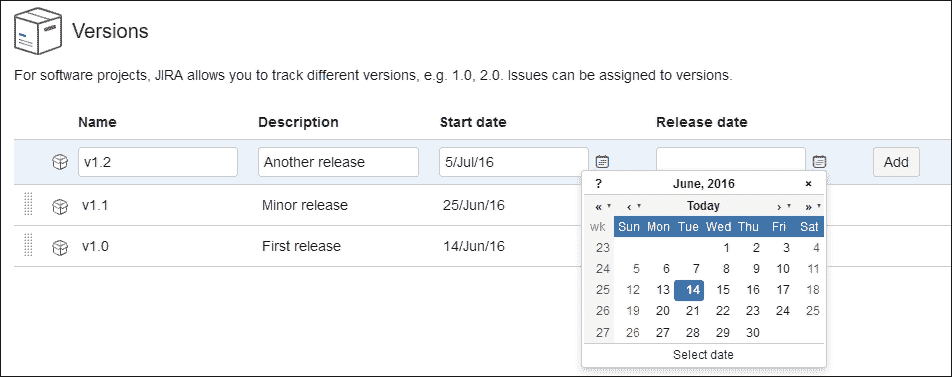 Versions
For software projects, JIRA allows you to track different versions, e.g. 1.0, 2.0. Issues can be assigned to versions.
Name Description Start date Release date
v1.2 Another release 5/Jul/16 Add
v1.1 Minor release 25/Jun/16
v1.0 First release 14/Jun/16
? June, 2016 ×
« ‹ Today › »
wk Sun Mon Tue Wed Thu Fri Sat
23 1 2 3 4
24 5 6 7 8 9 10 11
25 12 13 14 15 16 17 18
26 19 20 21 22 23 24 25
27 26 27 28 29 30
Select date